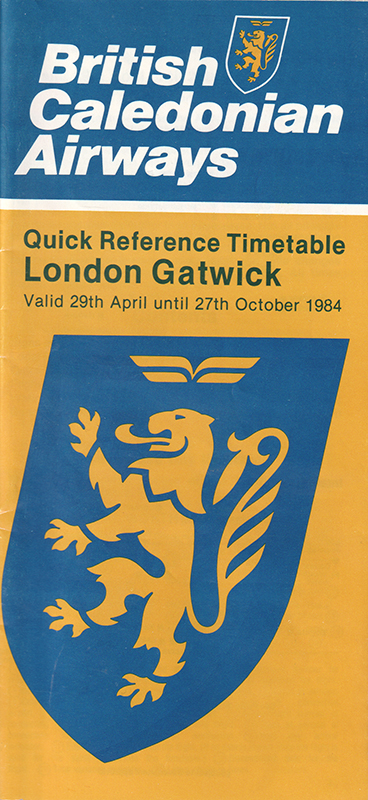 British
Caledonian
Airways
Quick Reference Timetable
London Gatwick
Valid 29th April until 27th October 1984